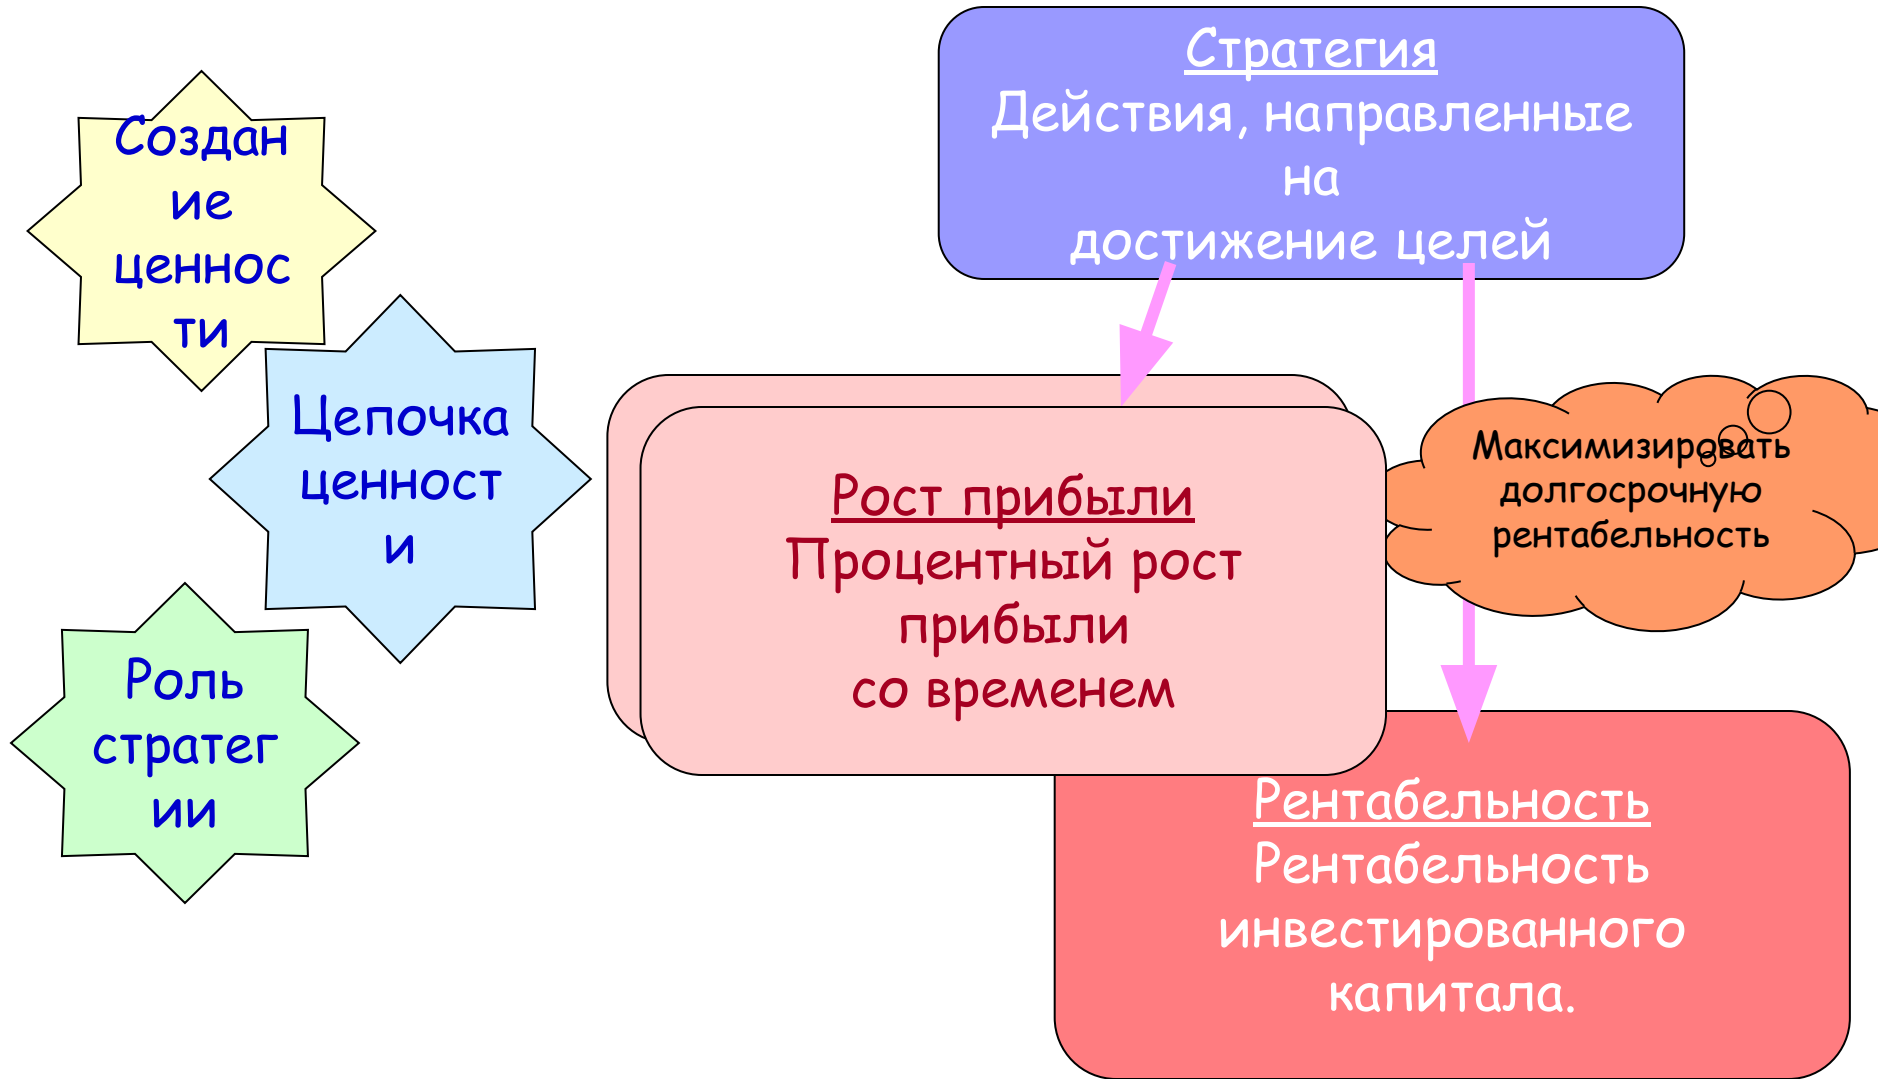 Стратегия
Действия, направленные
на
достижение целей
Создан
ие
ценнос
ти
Цепочка
ценност
и
Роль
стратег
ии
Рост прибыли
Процентный рост
прибыли
со временем
Максимизировать
долгосрочную
рентабельность
Рентабельность
Рентабельность
инвестированного
капитала.